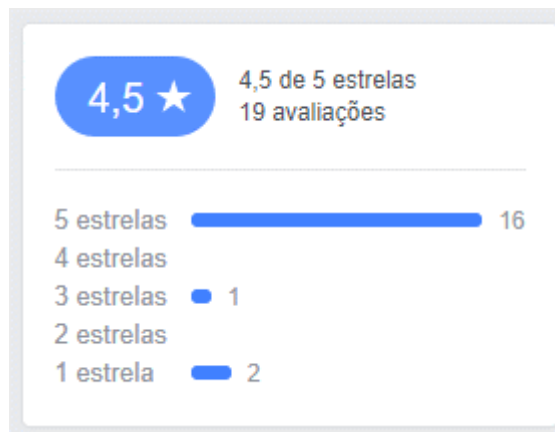 4,5 ★
4,5 de 5 estrelas
19 avaliações
5 estrelas 16
4 estrelas
3 estrelas 1
2 estrelas
1 estrela 2